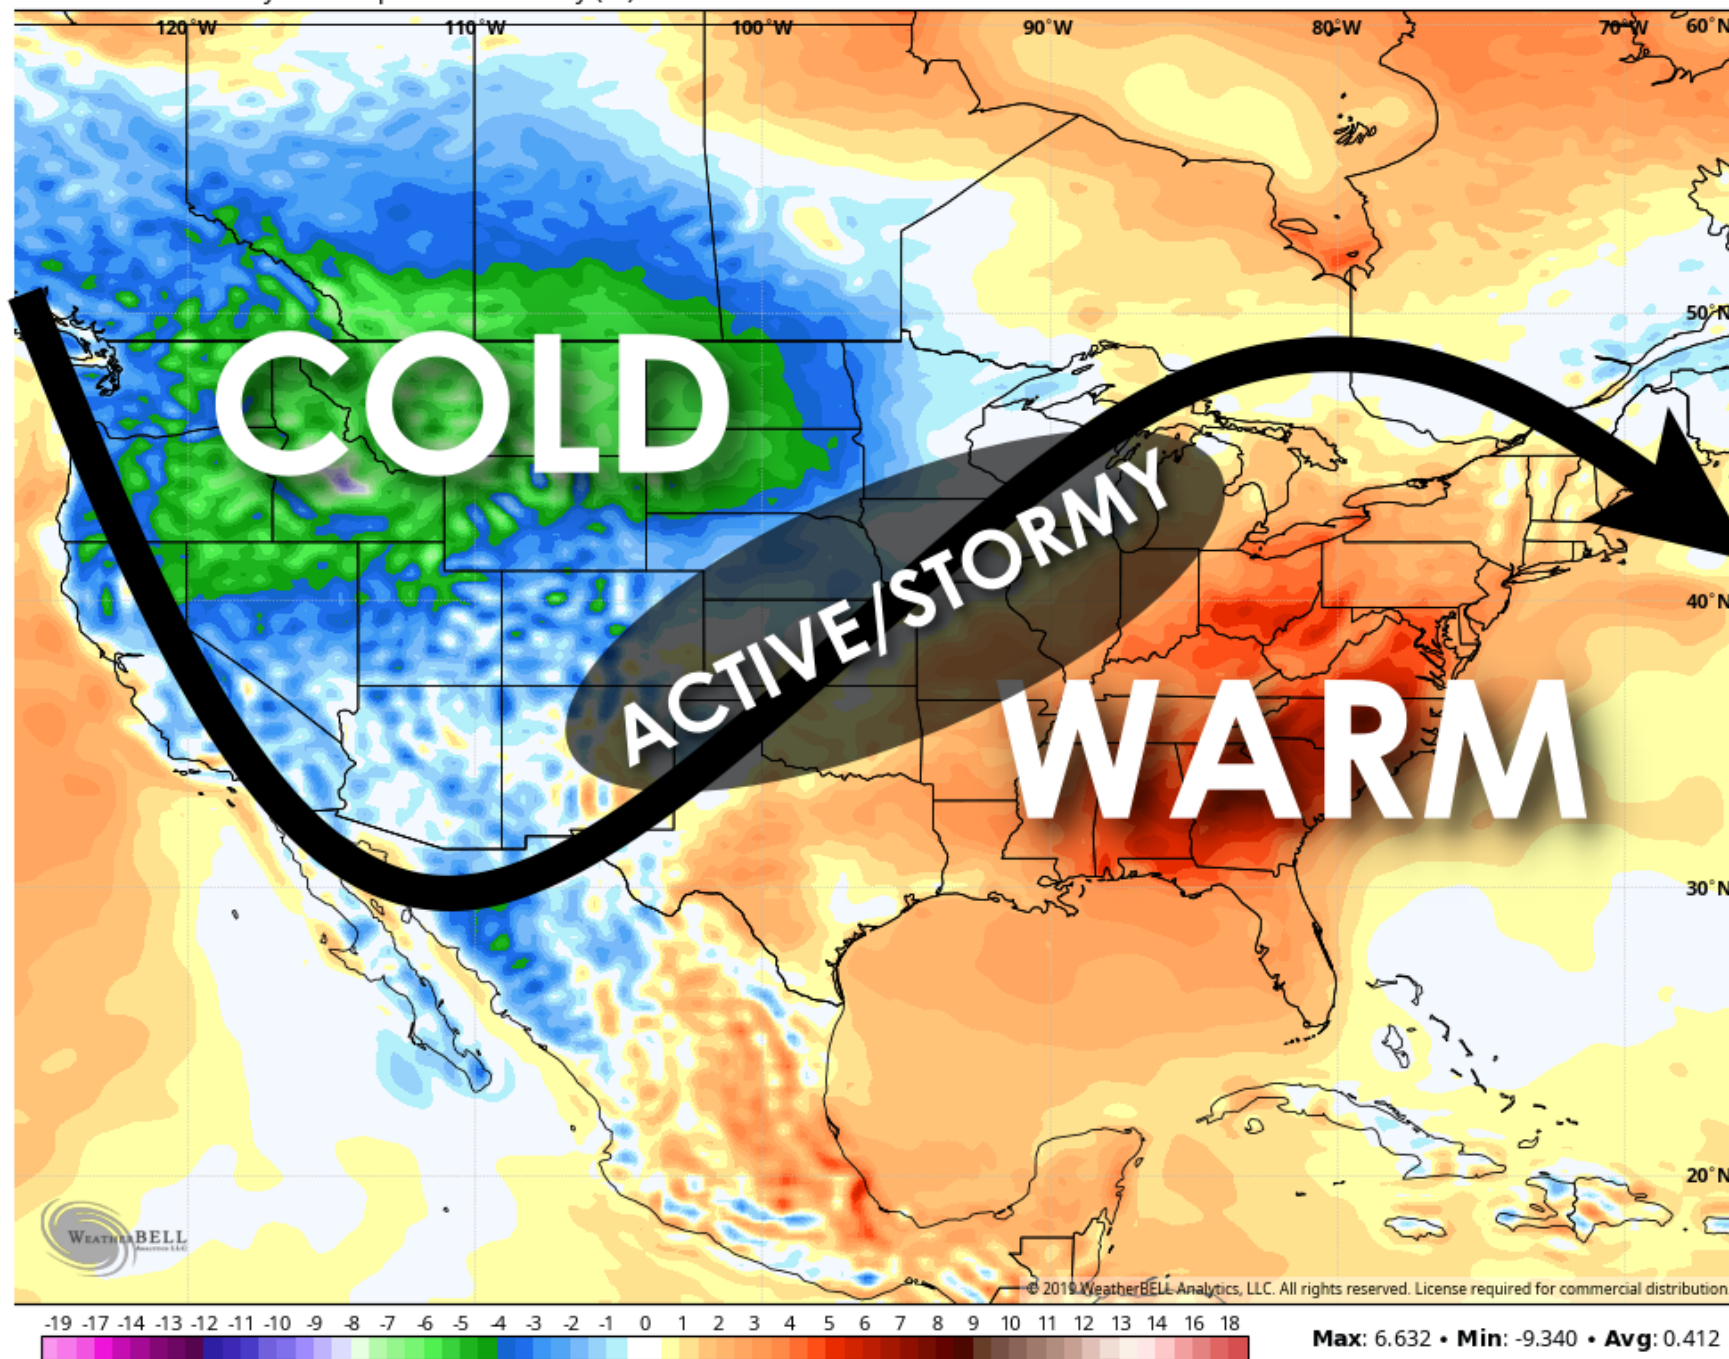 120°W 110°W 100°W 90°W 80°W 70°W 60°N
50°N
COLD
ACTIVE/STORMY
40°N
WARM
30°N
20°N
WEATHERBELL
ANALYTICS LLC
© 2019 WeatherBELL Analytics, LLC. All rights reserved. License required for commercial distribution.
-19 -17 -14 -13 -12 -11 -10 -9 -8 -7 -6 -5 -4 -3 -2 -1 0 1 2 3 4 5 6 7 8 9 10 11 12 13 14 16 18
Max: 6.632 • Min: -9.340 • Avg: 0.412